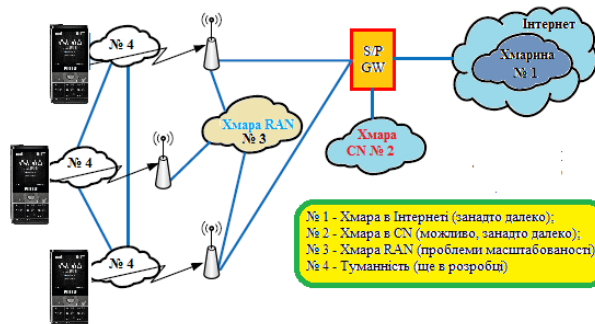 Інтернет
Хмарина
№ 1
S/P
GW
№ 4
Хмара RAN
№ 3
Хмара
CN № 2
№ 4
№ 4
№ 1 - Хмара в Інтернеті (занадто далеко);
№ 2 - Хмара в CN (можливо, занадто далеко);
№ 3 - Хмара RAN (проблеми масштабованості)
№ 4 - Туманність (ще в розробці)